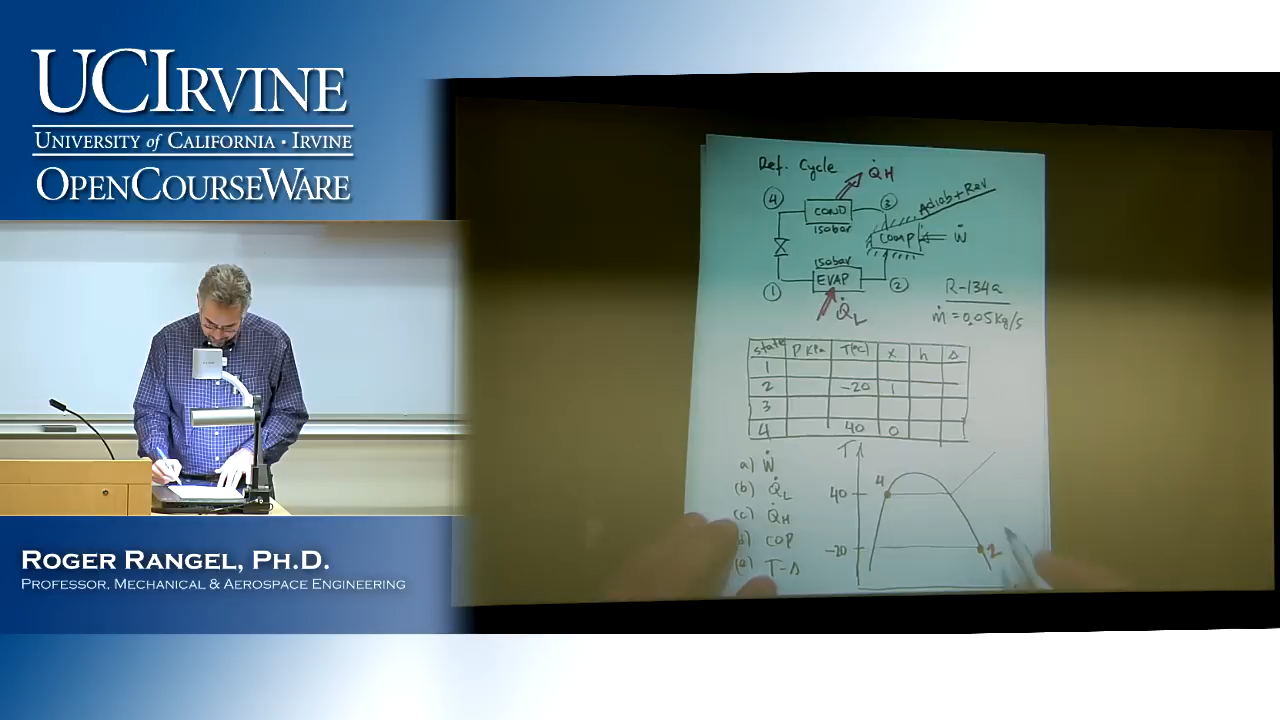 UCIRVINE
UNIVERSITY of CALIFORNIA · IRVINE
OPENCOURSEWARE
ROGER RANGEL, PH.D.
PROFESSOR, MECHANICAL & AEROSPACE ENGINEERING
Ref. Cycle
Q̇H
4
COND
isobar
3
Adiab + Rev
COMP
Ẇ
isobar
EVAP
1
2
Q̇L
R-134a
ṁ = 0.05 kg/s
state P kPa T(°C) x h s
1
2 -20 1
3
4 40 0
a) Ẇ
(b) Q̇L
(c) Q̇H
d) COP
(e) T-s
T
4
40
-20
2